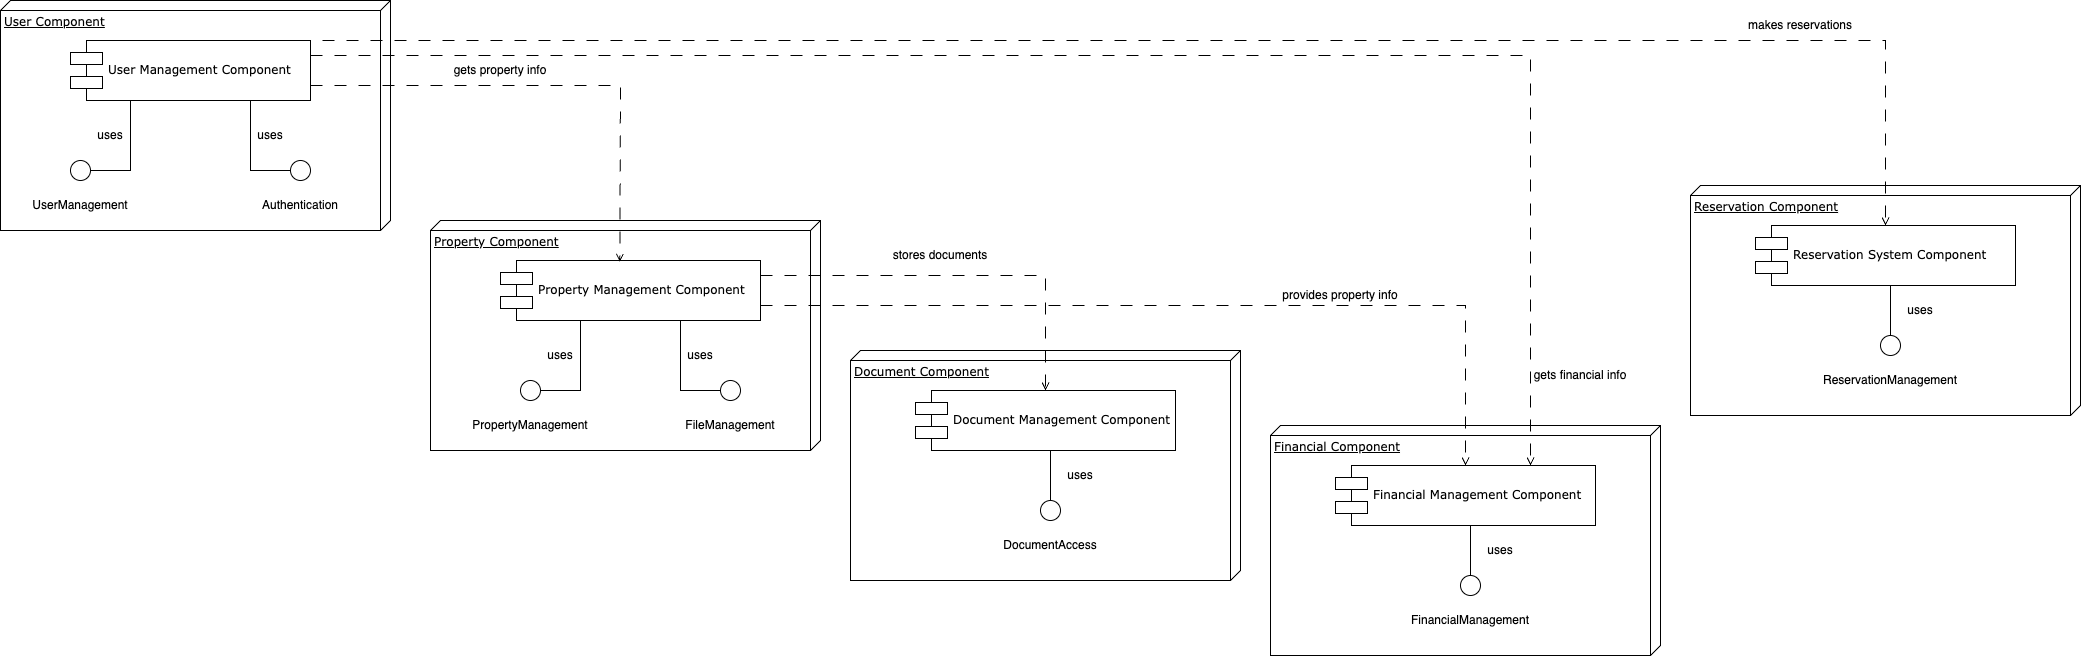 User Component
User Management Component
uses
uses
UserManagement
Authentication
gets property info
makes reservations
Property Component
Property Management Component
uses
uses
PropertyManagement
FileManagement
stores documents
provides property info
Document Component
Document Management Component
uses
DocumentAccess
gets financial info
Financial Component
Financial Management Component
uses
FinancialManagement
Reservation Component
Reservation System Component
uses
ReservationManagement